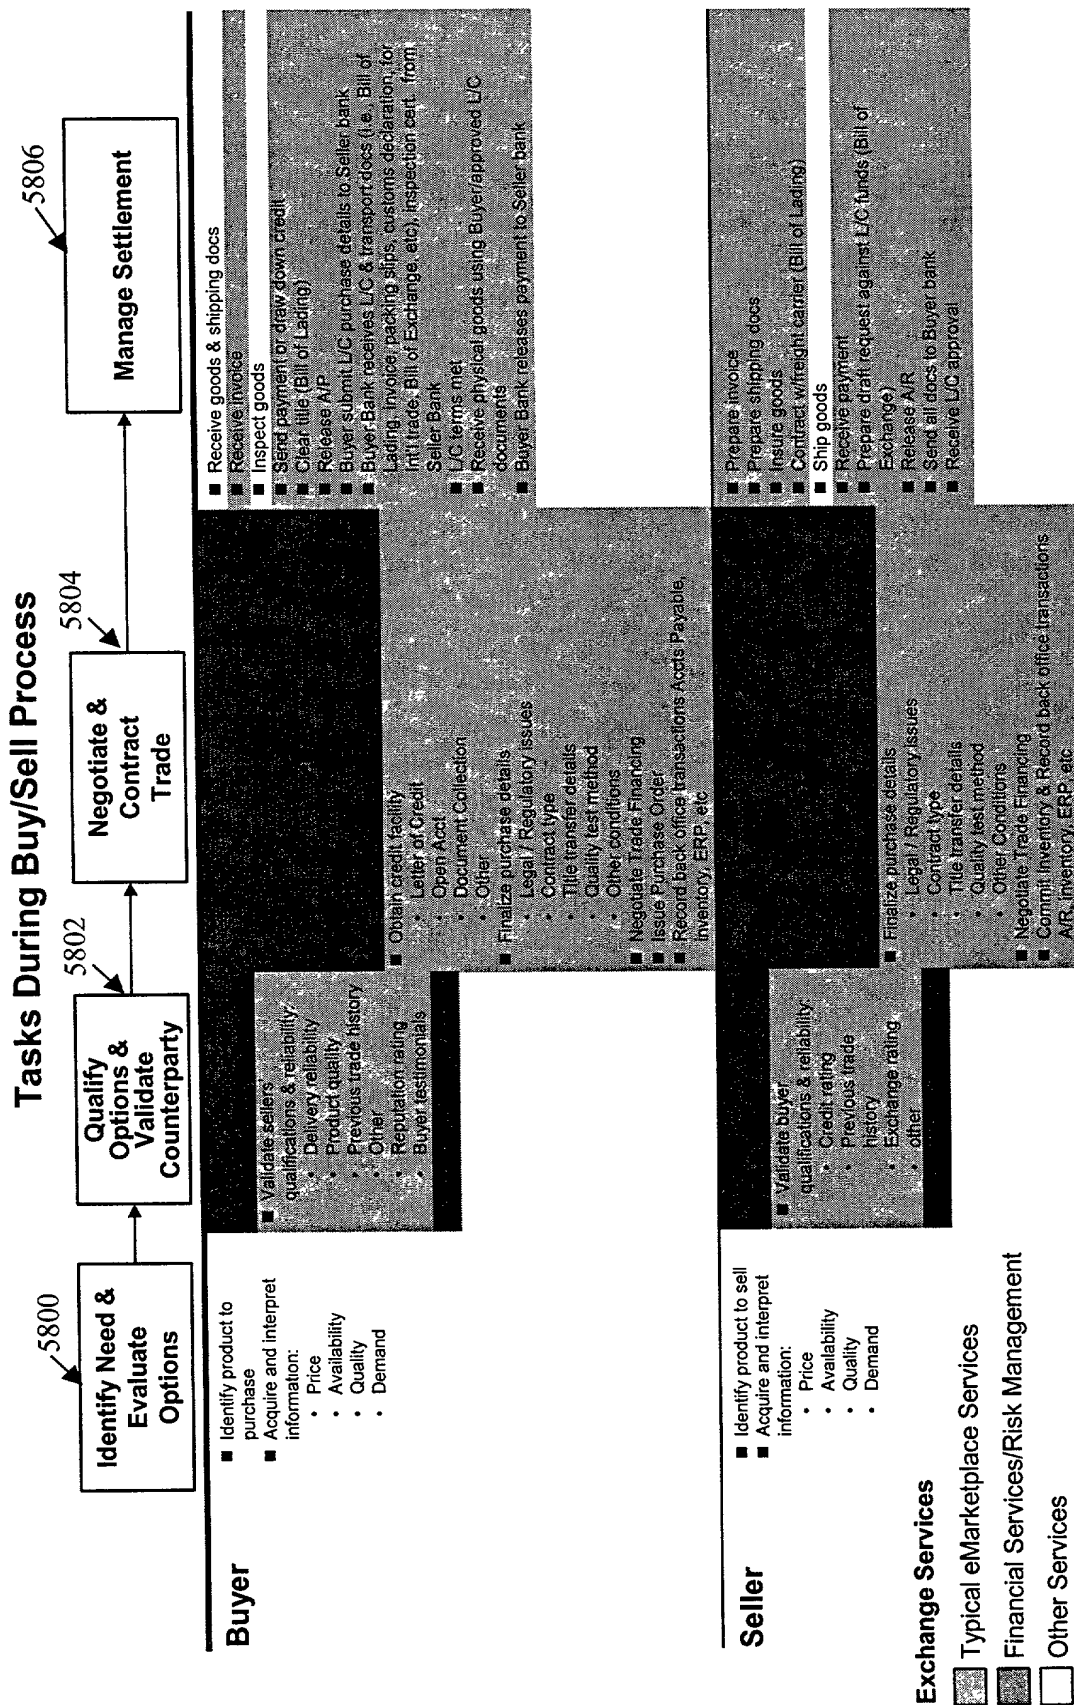 Tasks During Buy/Sell Process
5800
Identify Need &
Evaluate
Options
5802
Qualify
Options &
Validate
Counterparty
5804
Negotiate &
Contract
Trade
5806
Manage Settlement
Buyer
■ Identify product to
purchase
■ Acquire and interpret
information:
• Price
• Availability
• Quality
• Demand
■ Validate sellers
qualifications & reliability:
• Delivery reliability
• Product quality
• Previous trade history
• Other
• Reputation rating
• Buyer testimonials
■ Obtain credit facility
• Letter of Credit
• Open Acct
• Document Collection
• Other
■ Finalize purchase details
• Legal / Regulatory issues
• Contract type
• Title transfer details
• Quality test method
• Other conditions
■ Negotiate Trade Financing
■ Issue Purchase Order
■ Record back office transactions Accts Payable,
inventory, ERP, etc
■ Receive goods & shipping docs
■ Receive invoice
■ Inspect goods
■ Send payment or draw down credit
■ Clear title (Bill of Lading)
■ Release A/P
■ Buyer submit L/C purchase details to Seller bank
■ Buyer Bank receives L/C & transport docs (i.e., Bill of
Lading, Invoice packing slips, customs declaration, for
Int'l trade, Bill of Exchange, etc), inspection cert. from
Seller Bank
■ L/C terms met
■ Receive physical goods using Buyer/approved L/C
documents
■ Buyer Bank releases payment to Seller bank
Seller
■ Identify product to sell
■ Acquire and interpret
information:
• Price
• Availability
• Quality
• Demand
■ Validate buyer
qualifications & reliability:
• Credit rating
• Previous trade
history
• Exchange rating
• other
■ Finalize purchase details
• Legal / Regulatory issues
• Contract type
• Title transfer details
• Quality test method
• Other Conditions
■ Negotiate Trade Financing
■ Commit Inventory & Record back office transactions
A/R, inventory, ERP, etc
■ Prepare invoice
■ Prepare shipping docs
■ Insure goods
■ Contract w/freight carrier (Bill of Lading)
■ Ship goods
■ Receive payment
■ Prepare draft request against L/C funds (Bill of
Exchange)
■ Release A/R
■ Send all docs to Buyer bank
■ Receive L/C approval
Exchange Services
Typical eMarketplace Services
Financial Services/Risk Management
Other Services